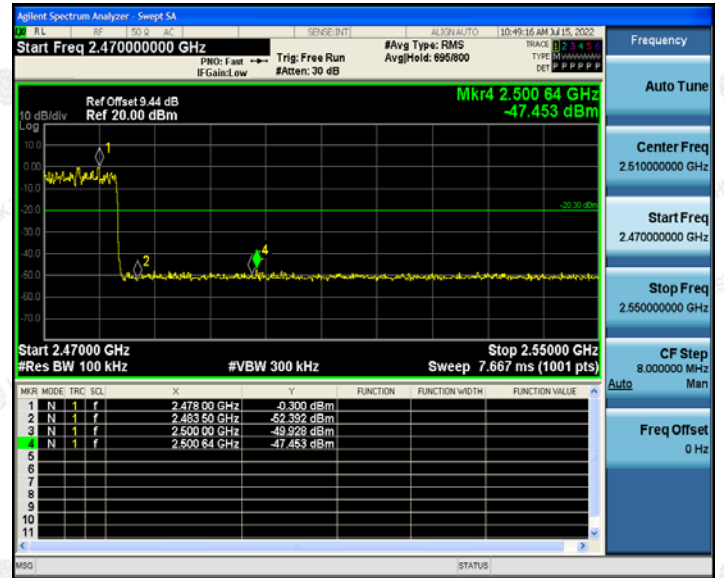 Agilent Spectrum Analyzer - Swept SA
RL RF 50 Ω AC SENSE:INT ALIGN AUTO 10:49:16 AM Jul 15, 2022
Start Freq 2.470000000 GHz
PNO: Fast
IFGain:Low
Trig: Free Run
#Atten: 30 dB
#Avg Type: RMS
Avg|Hold: 695/800
TRACE 1 2 3 4 5 6
TYPE M
DET P P P P P P
Ref Offset 9.44 dB
10 dB/div Ref 20.00 dBm
Log
Mkr4 2.500 64 GHz
-47.453 dBm
10.0
0.00
-10.0
-20.0
-30.0
-40.0
-50.0
-60.0
-70.0
1
2
4
-20.30 dBm
Start 2.47000 GHz Stop 2.55000 GHz
#Res BW 100 kHz #VBW 300 kHz Sweep 7.667 ms (1001 pts)
MKR MODE TRC SCL X Y FUNCTION FUNCTION WIDTH FUNCTION VALUE
1 N 1 f 2.478 00 GHz -0.300 dBm
2 N 1 f 2.483 50 GHz -52.392 dBm
3 N 1 f 2.500 00 GHz -49.928 dBm
4 N 1 f 2.500 64 GHz -47.453 dBm
5
6
7
8
9
10
11
MSG STATUS
Frequency
Auto Tune
Center Freq
2.510000000 GHz
Start Freq
2.470000000 GHz
Stop Freq
2.550000000 GHz
CF Step
8.000000 MHz
Auto Man
Freq Offset
0 Hz